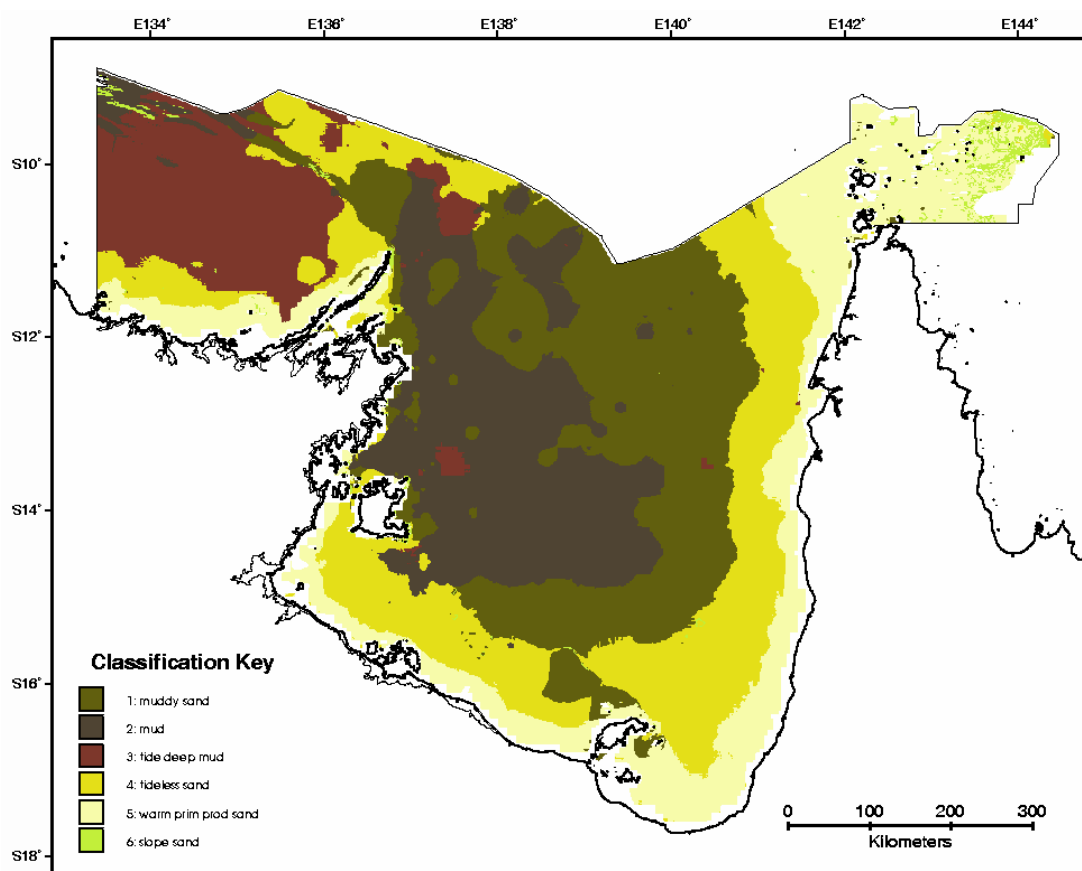 E134° E136° E138° E140° E142° E144°
S10°
S12°
S14°
S16°
S18°
Classification Key
1: muddy sand
2: mud
3: tide deep mud
4: tideless sand
5: warm prim prod sand
6: slope sand
0 100 200 300
Kilometers